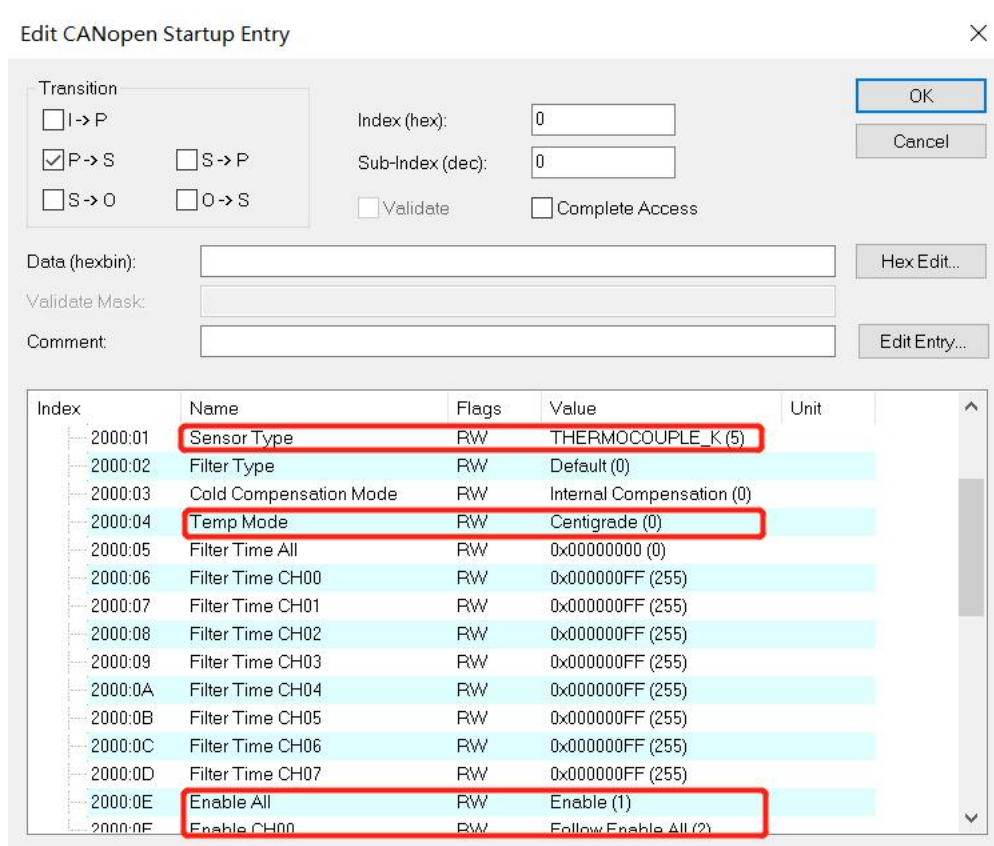 Edit CANopen Startup Entry
Transition
I -> P
P -> S
S -> P
S -> O
O -> S
Index (hex):
0
Sub-Index (dec):
0
Validate
Complete Access
OK
Cancel
Data (hexbin):
Hex Edit...
Validate Mask:
Comment:
Edit Entry...
Index Name Flags Value Unit
2000:01 Sensor Type RW THERMOCOUPLE_K (5)
2000:02 Filter Type RW Default (0)
2000:03 Cold Compensation Mode RW Internal Compensation (0)
2000:04 Temp Mode RW Centigrade (0)
2000:05 Filter Time All RW 0x00000000 (0)
2000:06 Filter Time CH00 RW 0x000000FF (255)
2000:07 Filter Time CH01 RW 0x000000FF (255)
2000:08 Filter Time CH02 RW 0x000000FF (255)
2000:09 Filter Time CH03 RW 0x000000FF (255)
2000:0A Filter Time CH04 RW 0x000000FF (255)
2000:0B Filter Time CH05 RW 0x000000FF (255)
2000:0C Filter Time CH06 RW 0x000000FF (255)
2000:0D Filter Time CH07 RW 0x000000FF (255)
2000:0E Enable All RW Enable (1)
2000:0F Enable CH00 RW Follow Enable All (2)